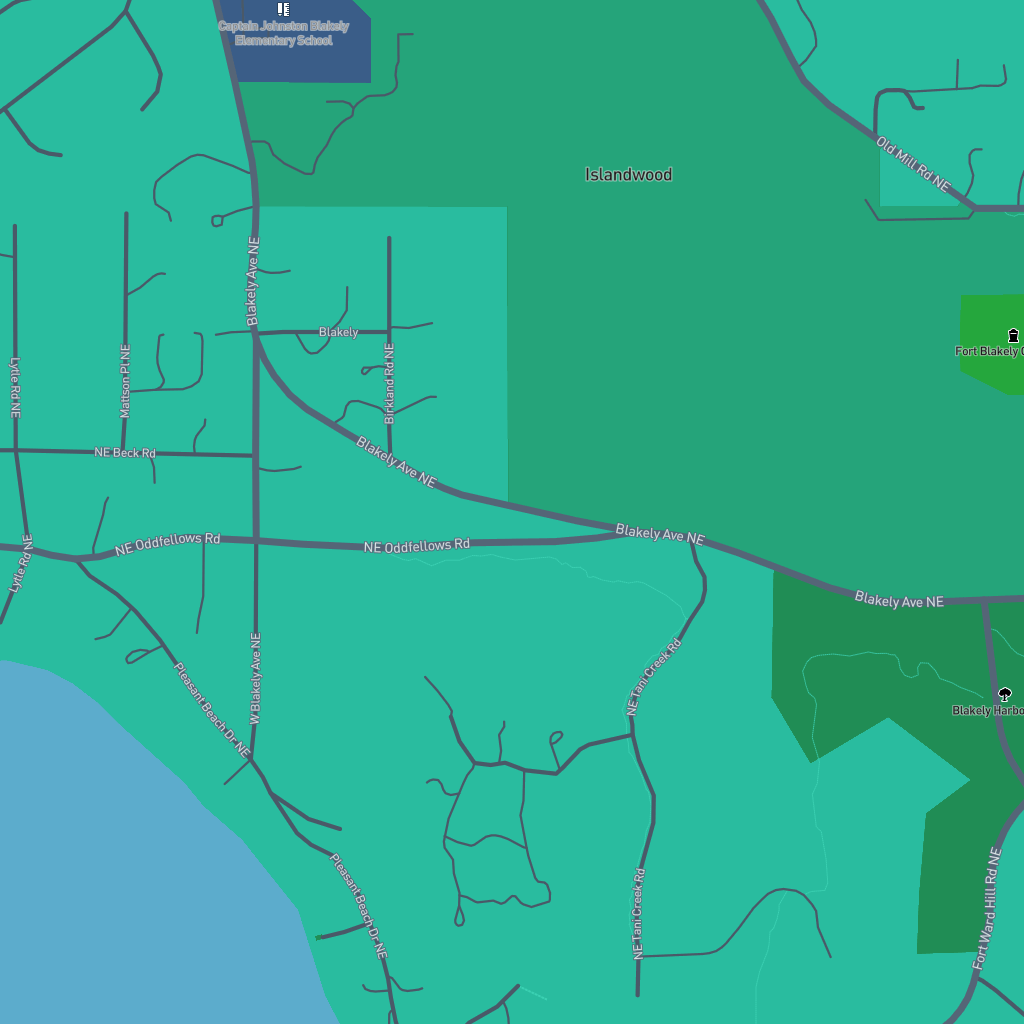 Captain Johnston Blakely
Elementary School
Old Mill Rd NE
Islandwood
Blakely Ave NE
Blakely
Fort Blakely C
Lytle Rd NE
Mattson Pl NE
Birkland Rd NE
NE Beck Rd
Blakely Ave NE
NE Oddfellows Rd
NE Oddfellows Rd
Blakely Ave NE
Lytle Rd NE
Blakely Ave NE
W Blakely Ave NE
NE Tani Creek Rd
Pleasant Beach Dr NE
Blakely Harbo
Pleasant Beach Dr NE
NE Tani Creek Rd
Fort Ward Hill Rd NE